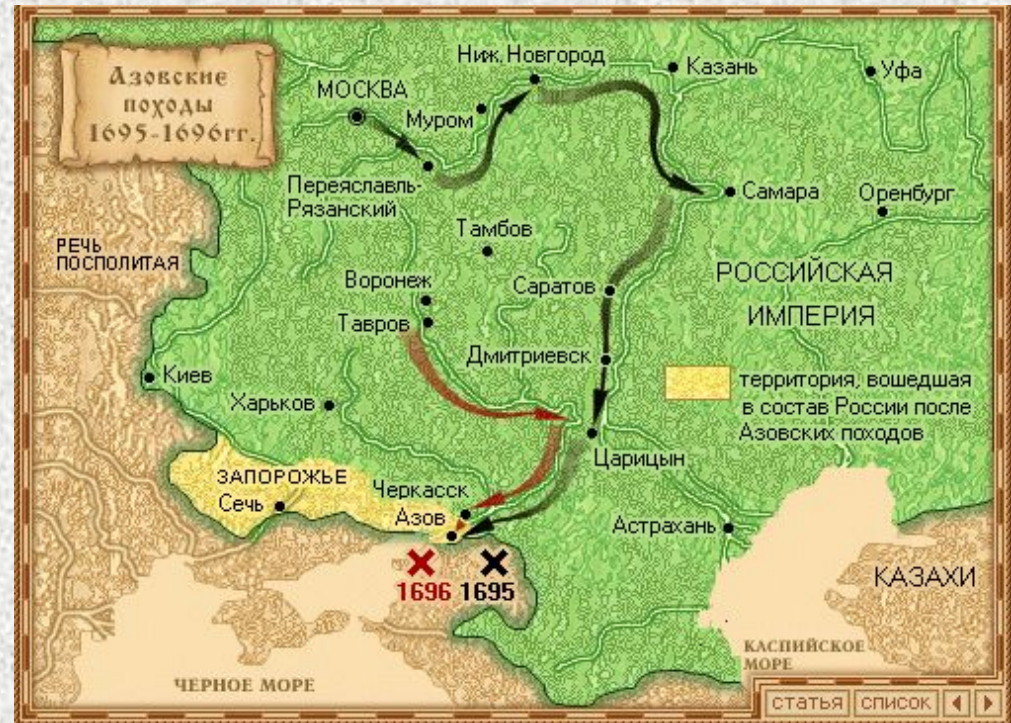 Азовские
походы
1695-1696гг.
МОСКВА
Ниж. Новгород
Казань
Уфа
Муром
Переяславль-
Рязанский
Самара
Оренбург
Тамбов
РЕЧЬ
ПОСПОЛИТАЯ
Воронеж
Саратов
РОССИЙСКАЯ
ИМПЕРИЯ
Тавров
Дмитриевск
Киев
территория, вошедшая
в состав России после
Азовских походов
Харьков
Царицын
ЗАПОРОЖЬЕ
Сечь
Черкасск
Азов
Астрахань
1696 1695
КАЗАХИ
КАСПИЙСКОЕ
МОРЕ
ЧЕРНОЕ МОРЕ
статья список